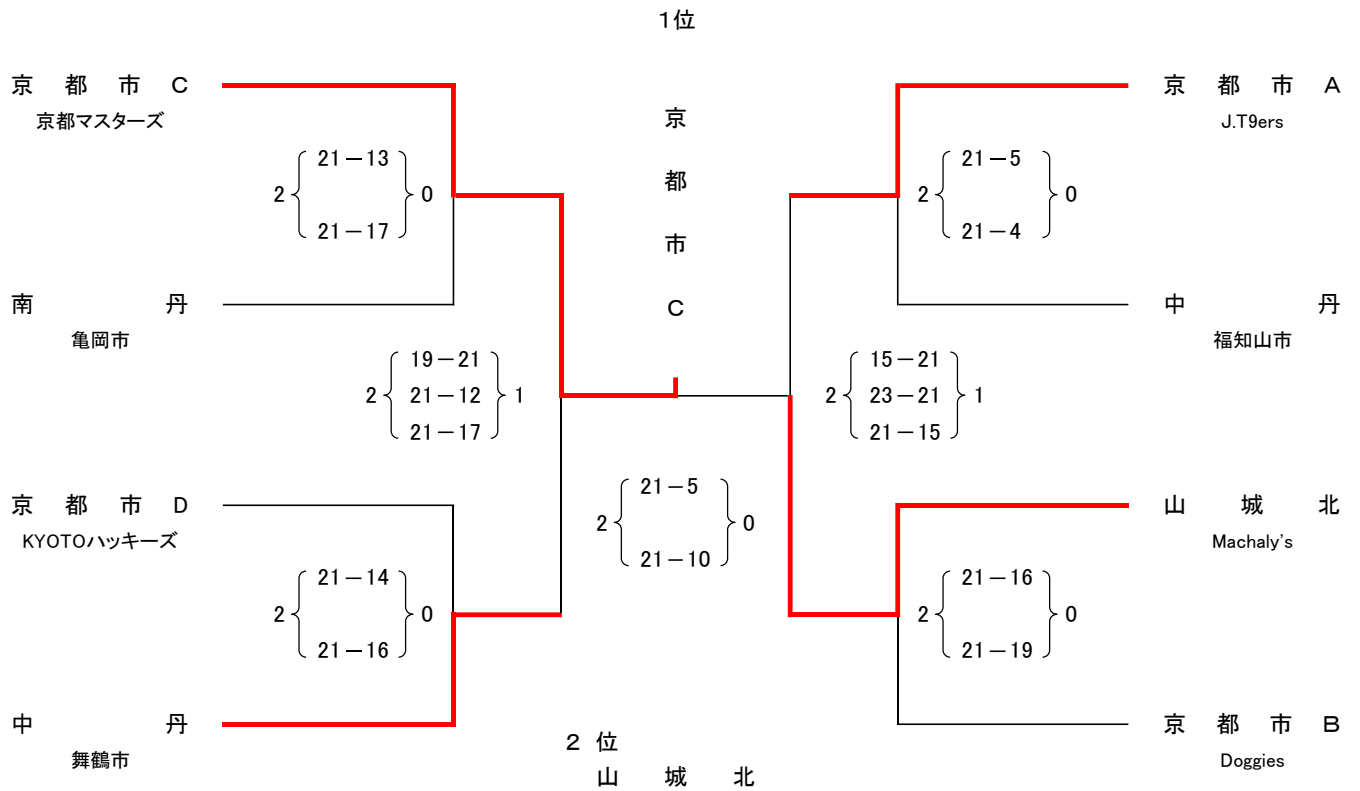 1位
京都市C
京都マスターズ
2 21－13 0
21－17
南丹
亀岡市
2 19－21 1
21－12
21－17
京都市D
KYOTOハッキーズ
2 21－14 0
21－16
中丹
舞鶴市
京都市C
2 21－5 0
21－10
2位
山城北
京都市A
J.T9ers
2 21－5 0
21－4
中丹
福知山市
2 15－21 1
23－21
21－15
山城北
Machaly's
2 21－16 0
21－19
京都市B
Doggies